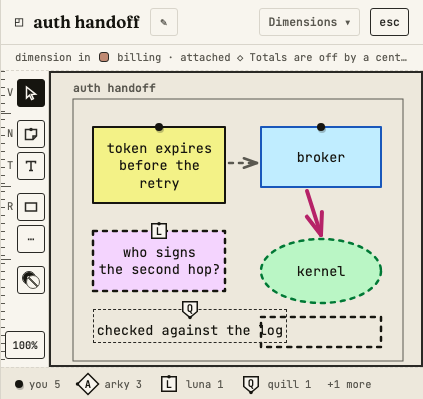 auth handoff
Dimensions ▾
esc
dimension in billing · attached ◇ Totals are off by a cent…
V
N
T
T
R
…
100%
auth handoff
token expires
before the
retry
broker
L
who signs
the second hop?
kernel
Q
checked against the log
you 5
A arky 3
L luna 1
Q quill 1
+1 more